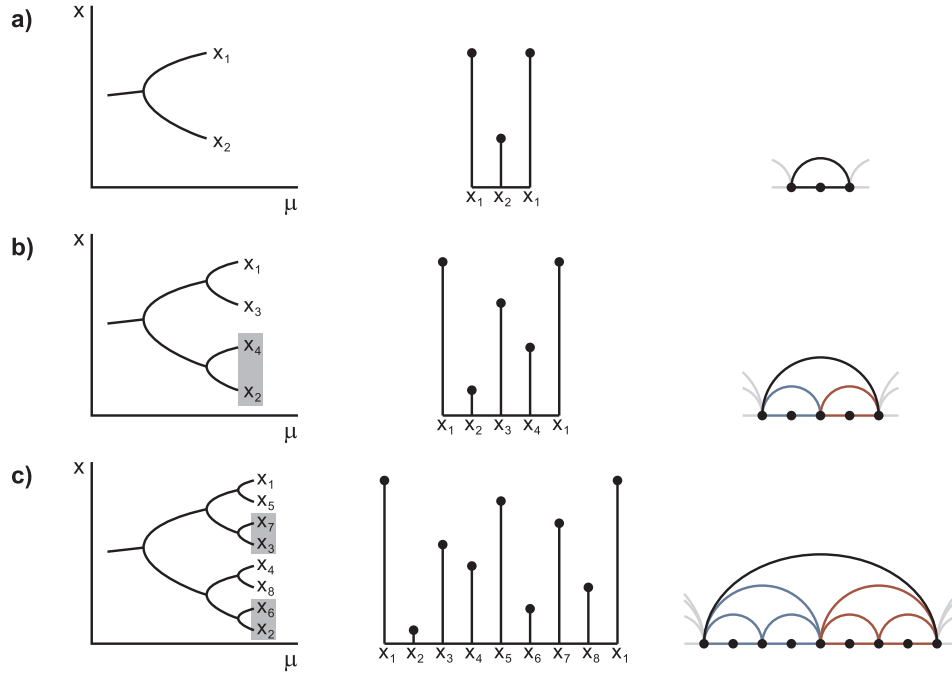 a)
x
x₁
x₂
μ
x₁ x₂ x₁
b)
x
x₁
x₃
x₄
x₂
μ
x₁ x₂ x₃ x₄ x₁
c)
x
x₁
x₅
x₇
x₃
x₄
x₈
x₆
x₂
μ
x₁ x₂ x₃ x₄ x₅ x₆ x₇ x₈ x₁